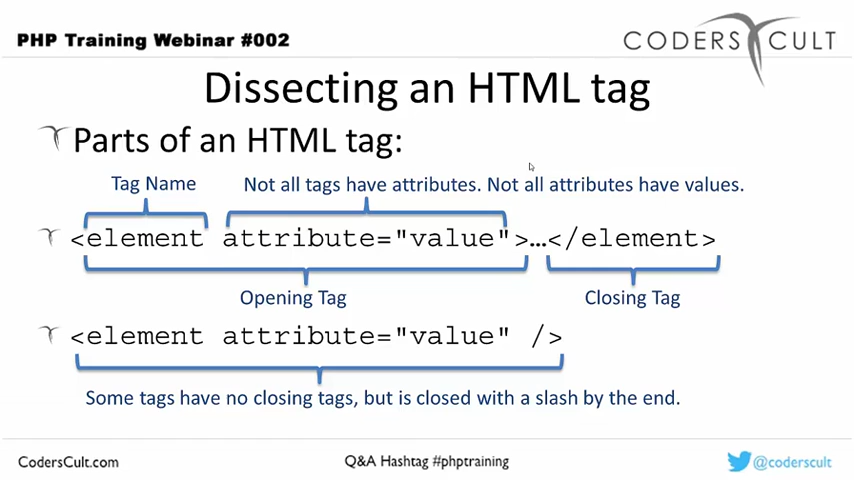 PHP Training Webinar #002
CODERS CULT
Dissecting an HTML tag
Parts of an HTML tag:
Tag Name
Not all tags have attributes. Not all attributes have values.
<element attribute="value">…</element>
Opening Tag
Closing Tag
<element attribute="value" />
Some tags have no closing tags, but is closed with a slash by the end.
CodersCult.com
Q&A Hashtag #phptraining
@coderscult